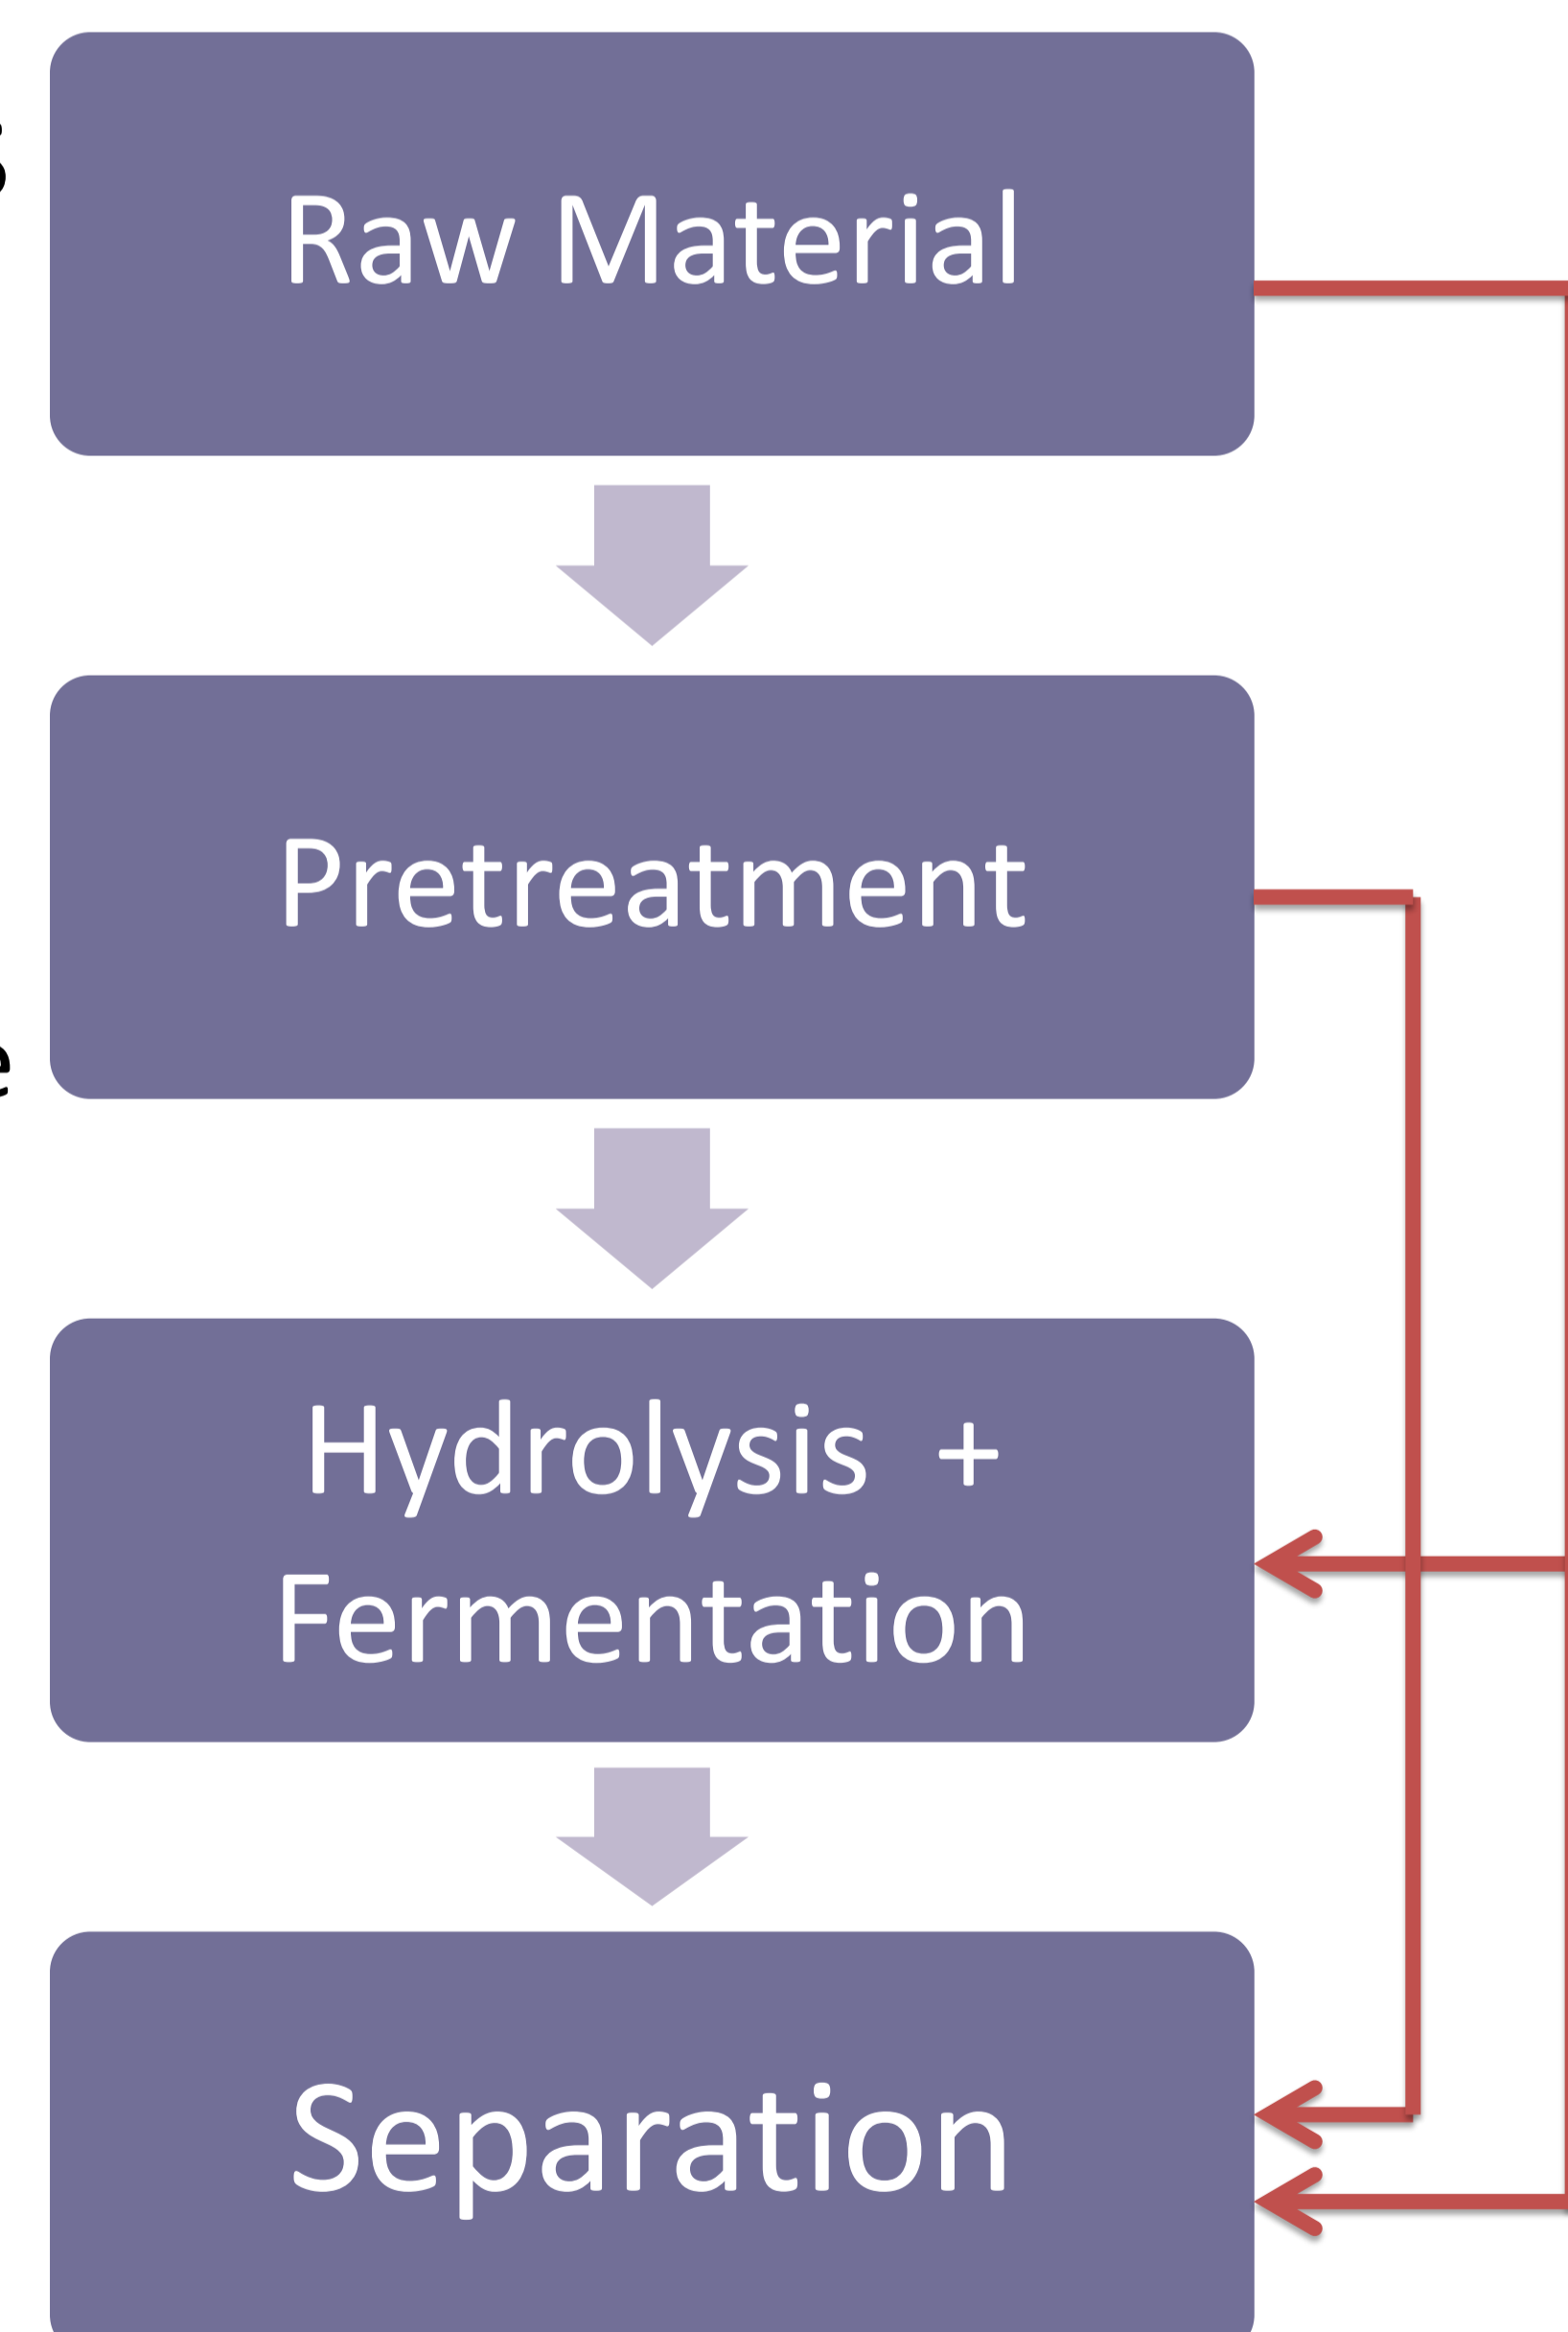 Raw Material
Pretreatment
Hydrolysis +
Fermentation
Separation